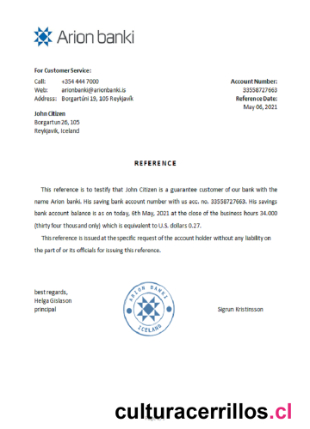 Arion banki
For Customer Service:
Call: +354 444 7000
Web: arionbanki@arionbanki.is
Address: Borgartúni 19, 105 Reykjavík
Account Number:
33558727663
Reference Date:
May 06, 2021
John Citizen
Borgartun 26, 105
Reykjavik, Iceland
REFERENCE
This reference is to testify that John Citizen is a guarantee customer of our bank with the
name Arion banki. His saving bank account number with us acc. no. 33558727663. His savings
bank account balance is as on today, 6th May, 2021 at the close of the business hours 34.000
(thirty four thousand only) which is equivalent to U.S. dollars 0.27.
This reference is issued at the specific request of the account holder without any liability on
the part of or its officials for issuing this reference.
best regards,
Helga Gislason
principal
ARION BANKI
ICELAND
Sigrun Kristinsson
culturacerrillos.cl